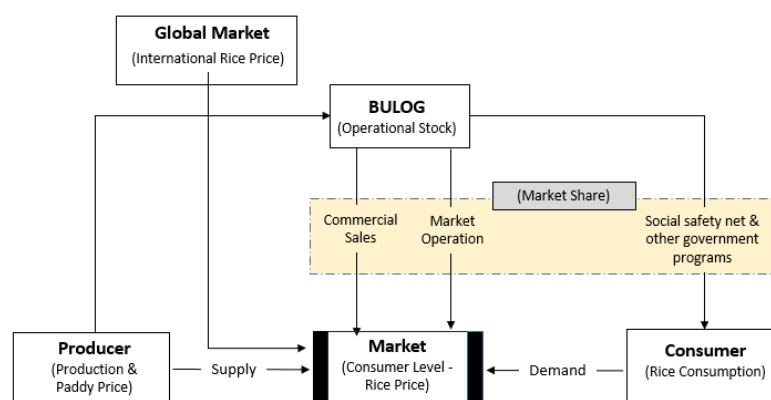 Global Market
(International Rice Price)
BULOG
(Operational Stock)
(Market Share)
Commercial
Sales
Market
Operation
Social safety net &
other government
programs
Producer
(Production &
Paddy Price)
Supply
Market
(Consumer Level -
Rice Price)
Demand
Consumer
(Rice Consumption)